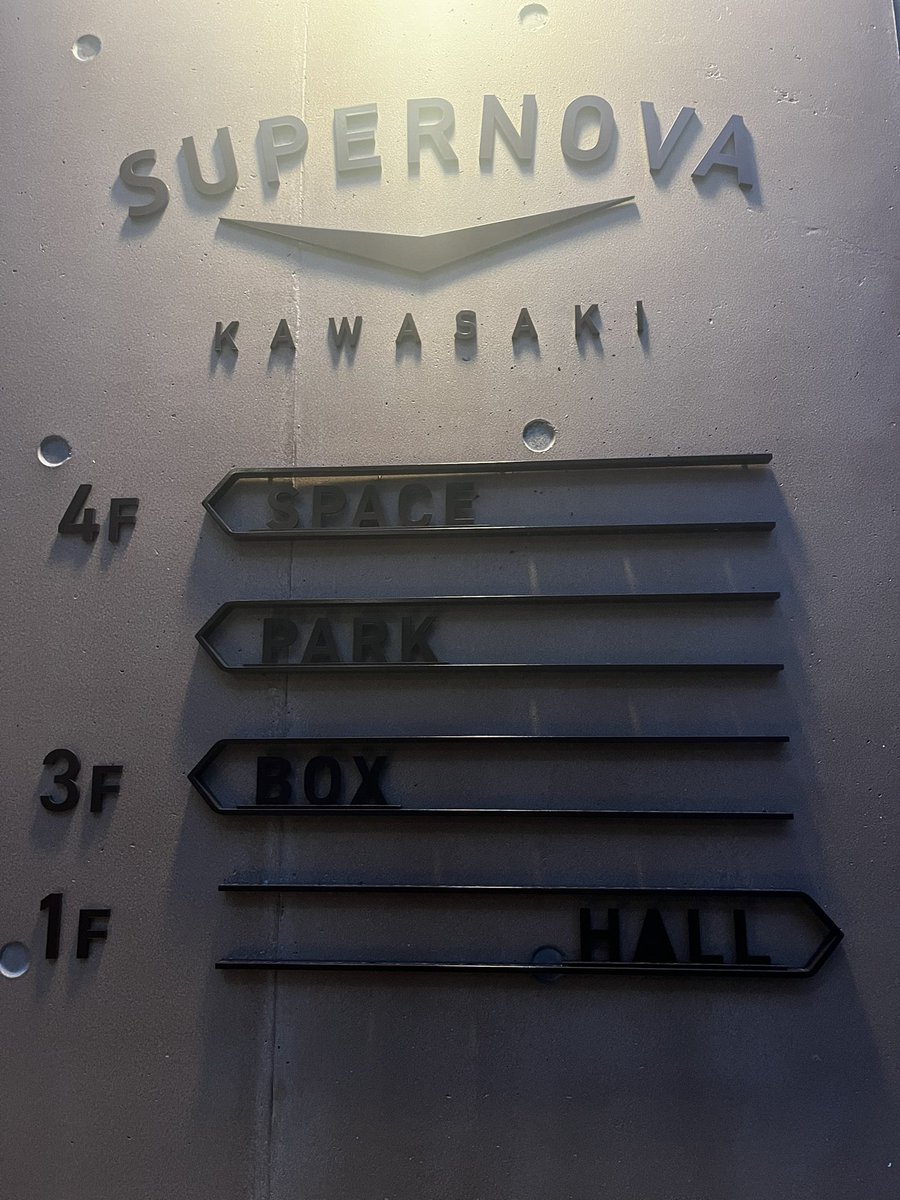 SUPERNOVA
KAWASAKI
4F SPACE
PARK
3F BOX
1F HALL